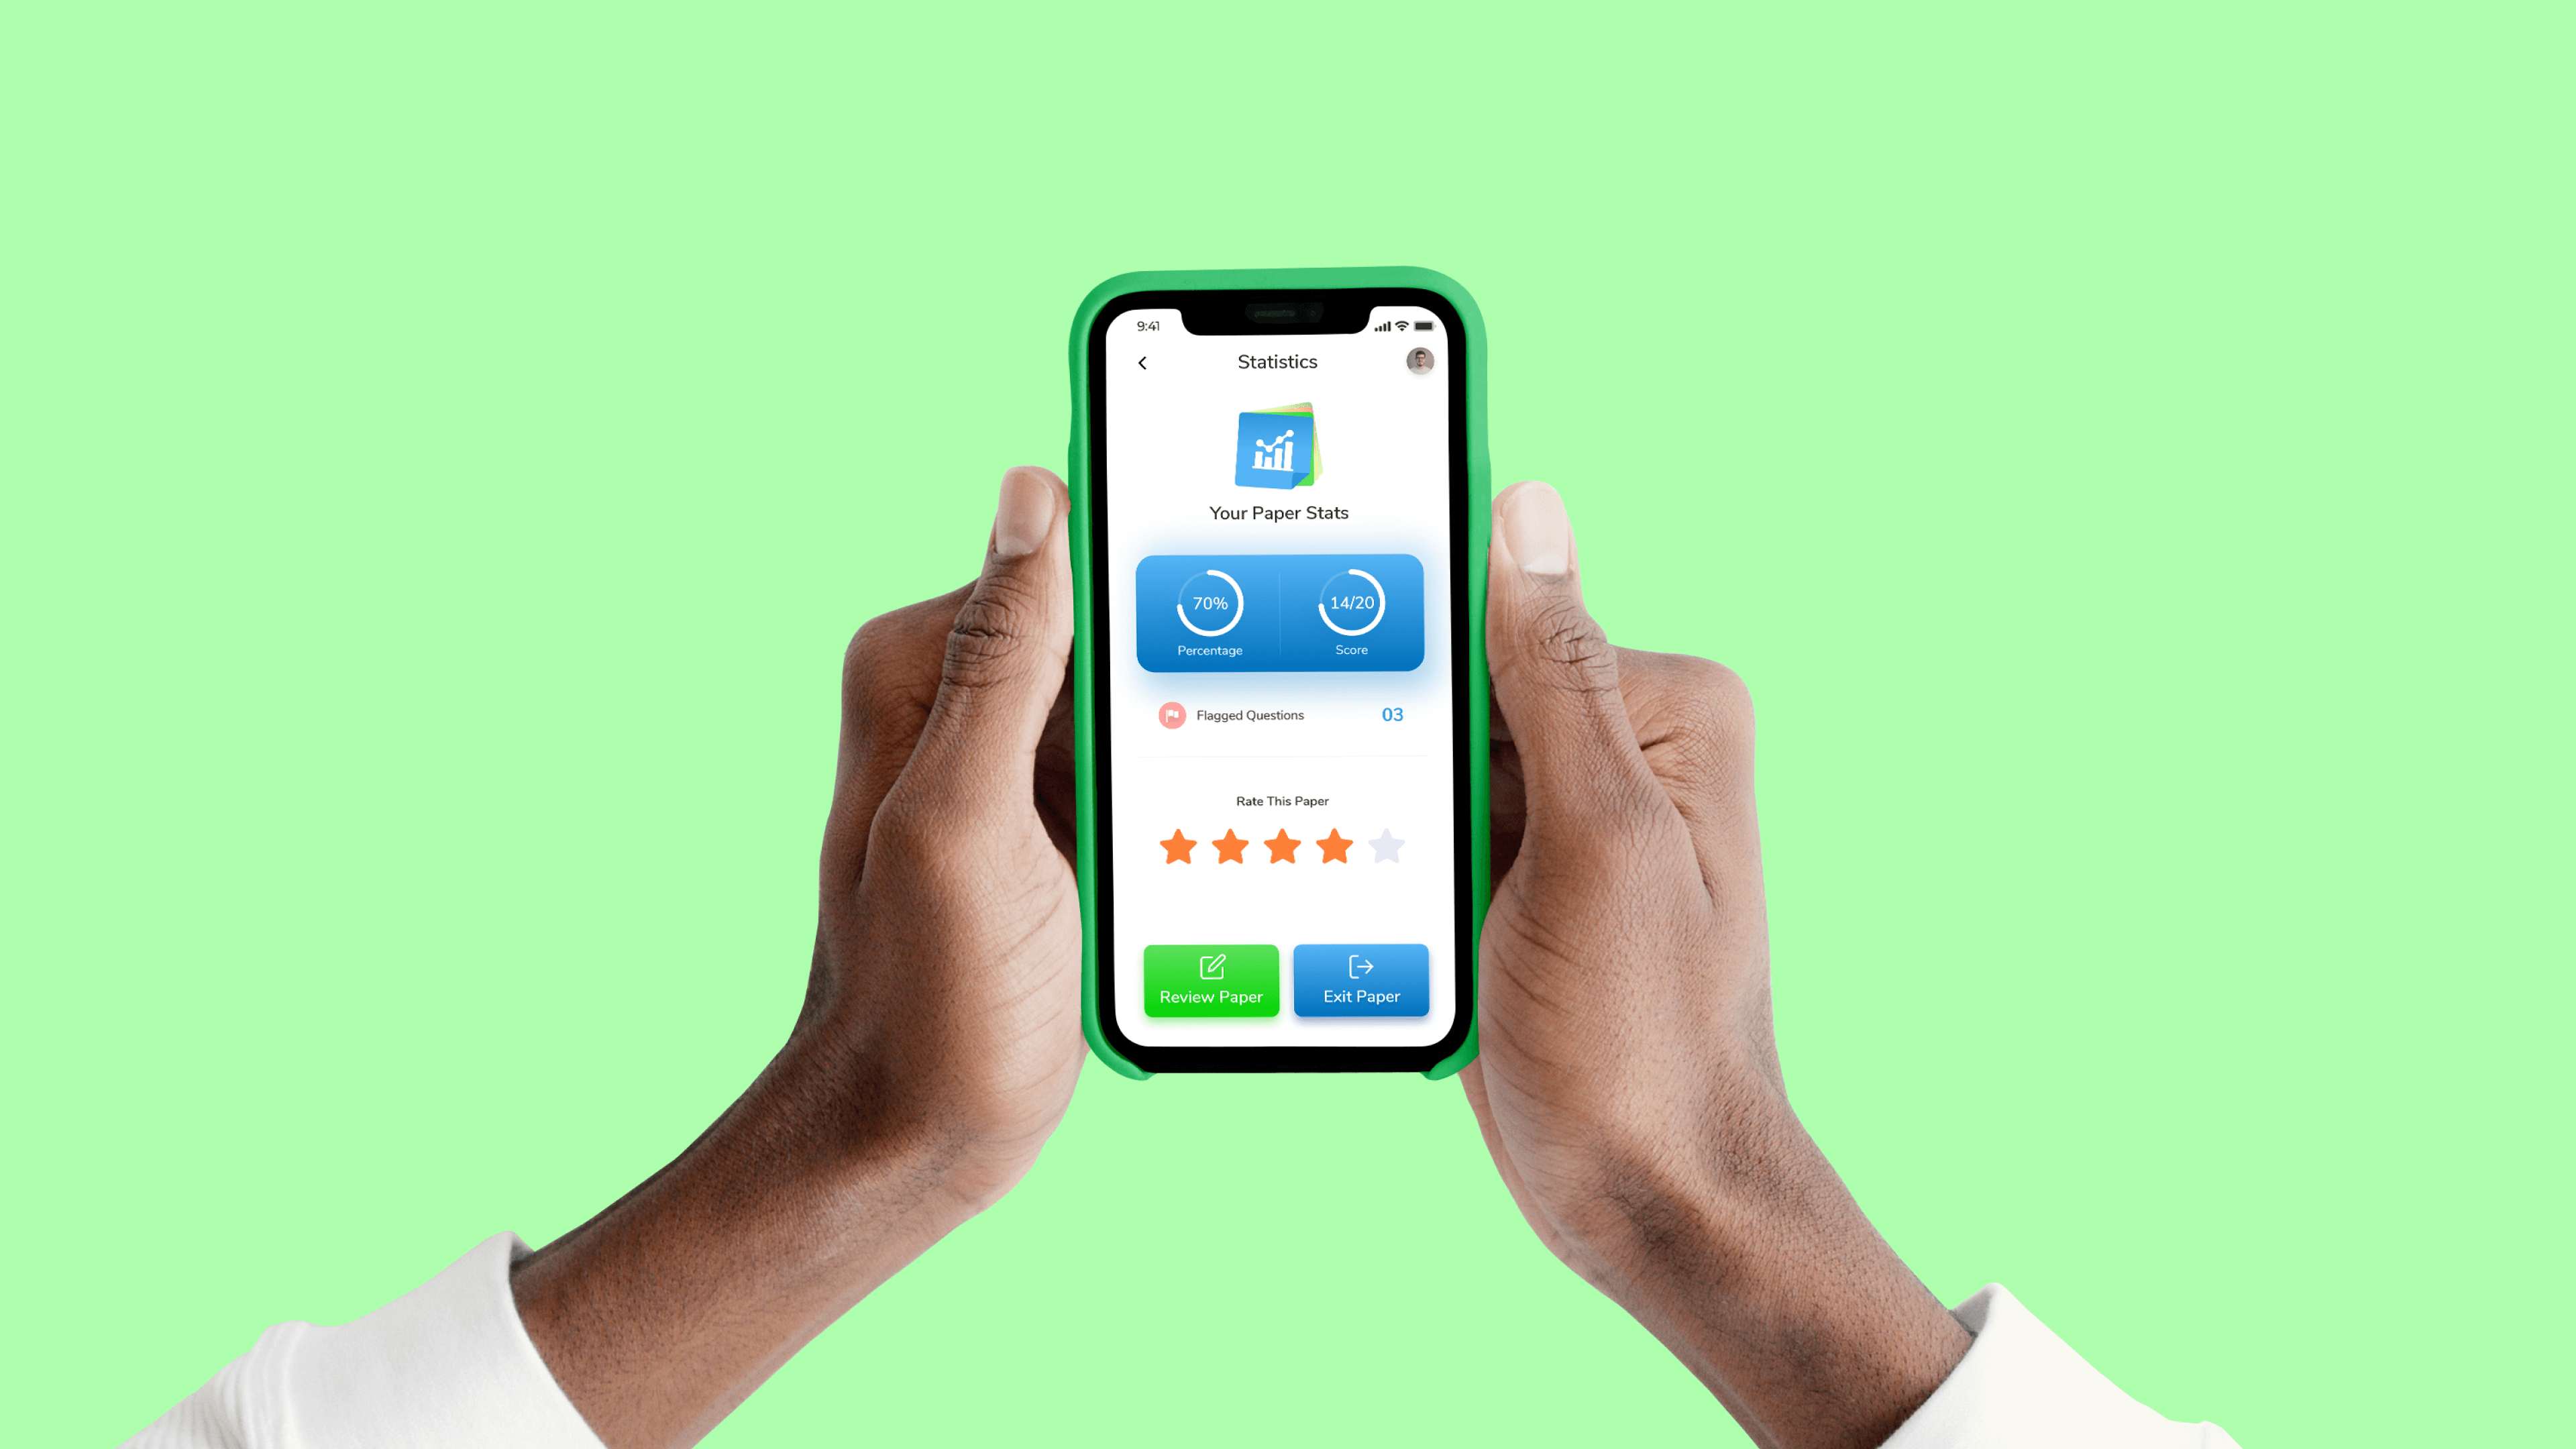 9:41
Statistics
Your Paper Stats
70%
14/20
Percentage
Score
Flagged Questions 03
Rate This Paper
Review Paper
Exit Paper